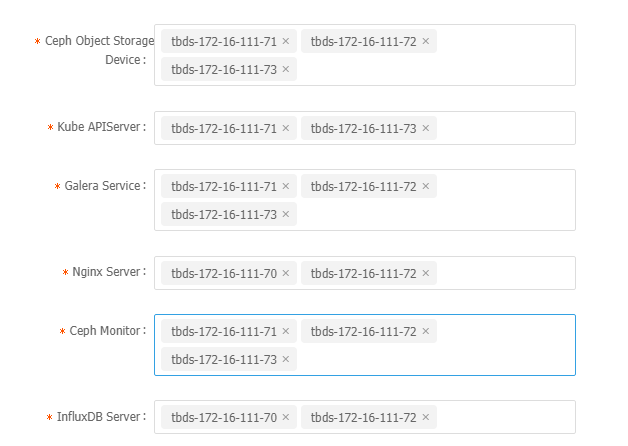 * Ceph Object Storage Device : tbds-172-16-111-71 × tbds-172-16-111-72 ×
tbds-172-16-111-73 ×
* Kube APIServer : tbds-172-16-111-71 × tbds-172-16-111-73 ×
* Galera Service : tbds-172-16-111-71 × tbds-172-16-111-72 ×
tbds-172-16-111-73 ×
* Nginx Server : tbds-172-16-111-70 × tbds-172-16-111-72 ×
* Ceph Monitor : tbds-172-16-111-71 × tbds-172-16-111-72 ×
tbds-172-16-111-73 ×
* InfluxDB Server : tbds-172-16-111-70 × tbds-172-16-111-72 ×